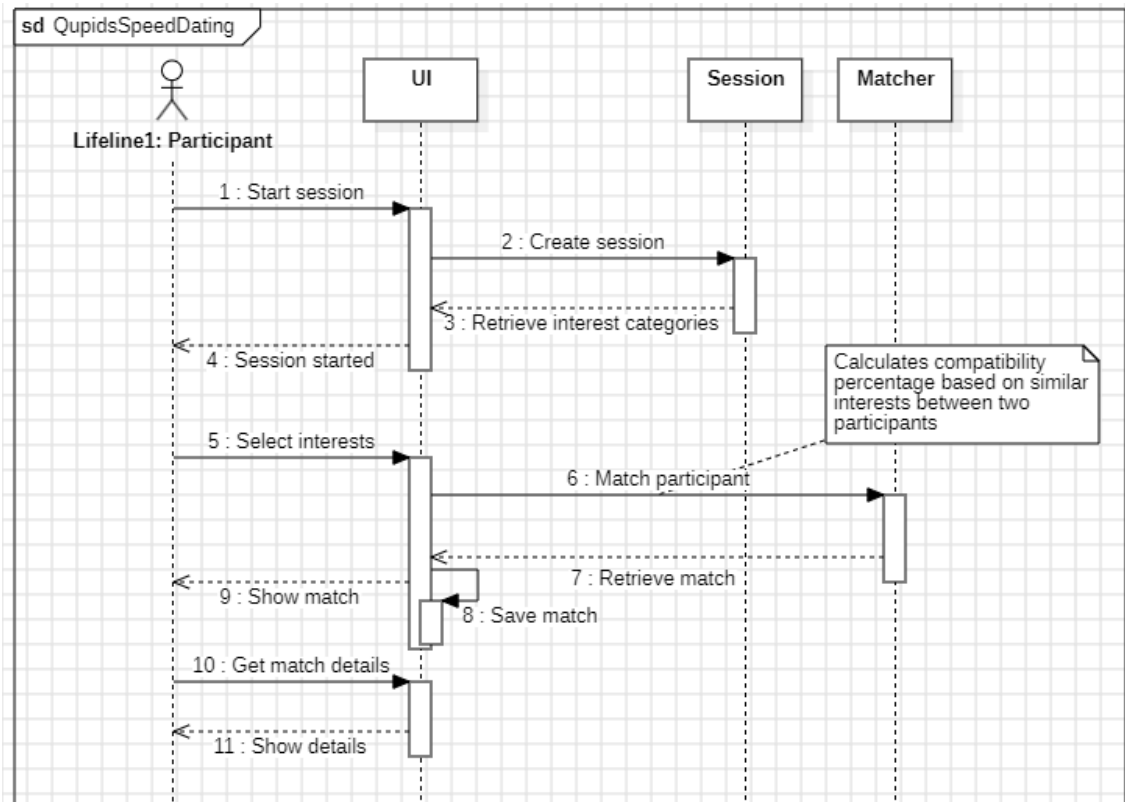 sd QupidsSpeedDating
UI
Session
Matcher
Lifeline1: Participant
1 : Start session
2 : Create session
3 : Retrieve interest categories
4 : Session started
Calculates compatibility
percentage based on similar
interests between two
participants
5 : Select interests
6 : Match participant
7 : Retrieve match
9 : Show match
8 : Save match
10 : Get match details
11 : Show details